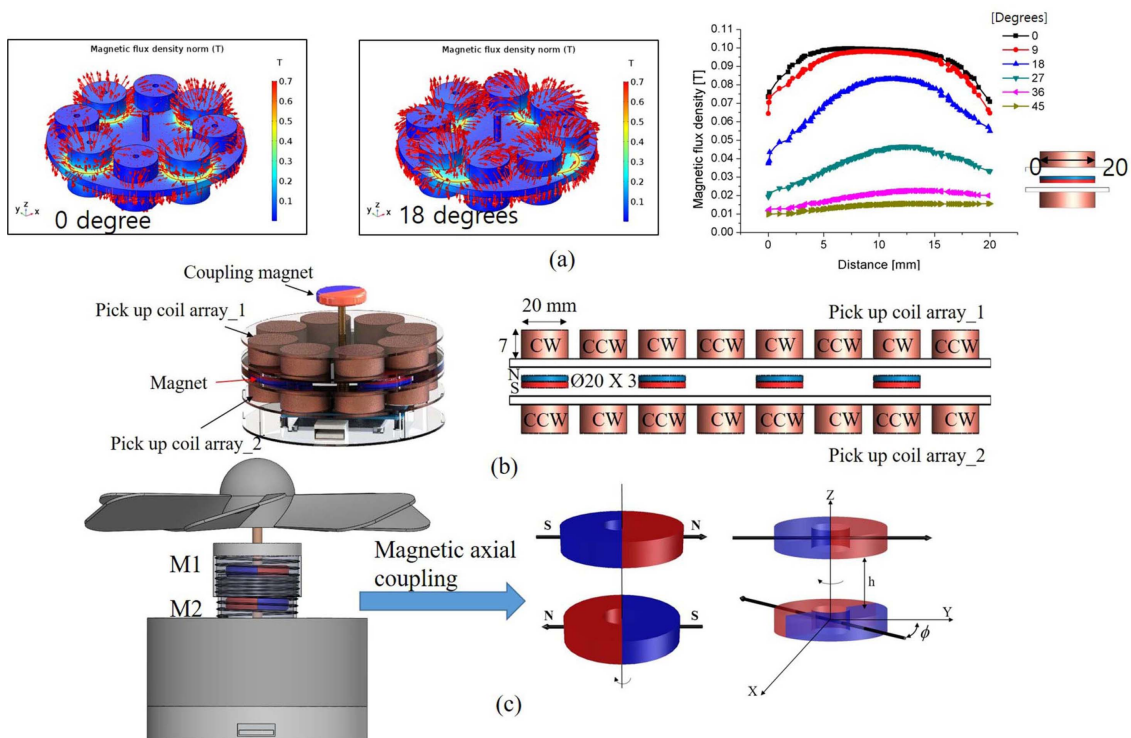 Magnetic flux density norm (T)
T
0.7
0.6
0.5
0.4
0.3
0.2
0.1
y z x
0 degree
Magnetic flux density norm (T)
T
0.7
0.6
0.5
0.4
0.3
0.2
0.1
y z x
18 degrees
[Degrees]
0
9
18
27
36
45
0.10
0.09
0.08
0.07
0.06
0.05
0.04
0.03
0.02
0.01
0.00
Magnetic flux density [T]
0 5 10 15 20
Distance [mm]
0 20
(a)
Coupling magnet
Pick up coil array_1
Magnet
Pick up coil array_2
20 mm
Pick up coil array_1
7
CW CCW CW CCW CW CCW CW CCW
N
S
Ø20 X 3
CCW CW CCW CW CCW CW CCW CW
Pick up coil array_2
(b)
M1
M2
Magnetic axial
coupling
S N
N S
Z
h
Y
ϕ
X
(c)